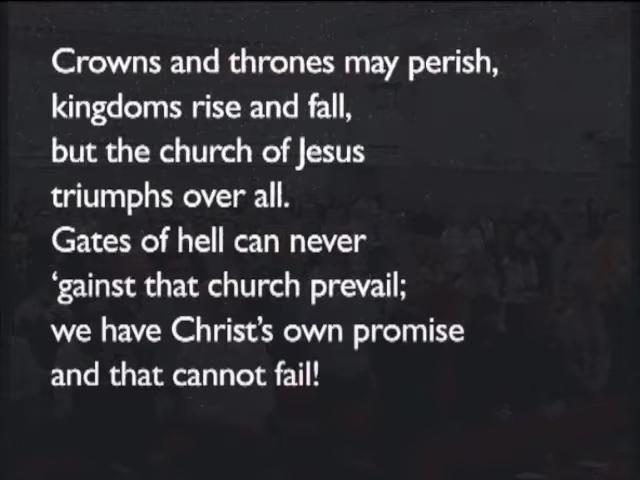 Crowns and thrones may perish,
kingdoms rise and fall,
but the church of Jesus
triumphs over all.
Gates of hell can never
‘gainst that church prevail;
we have Christ’s own promise
and that cannot fail!